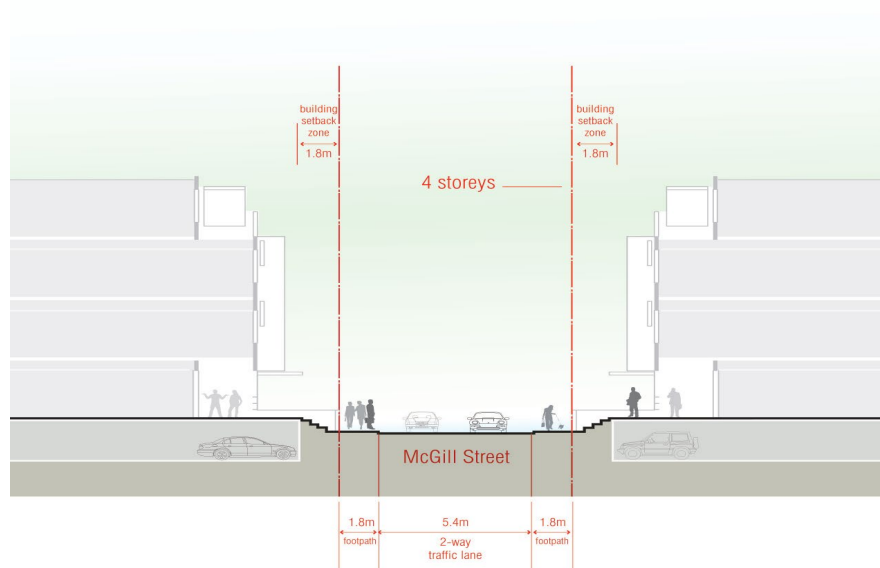 building
setback
zone
1.8m
building
setback
zone
1.8m
4 storeys
McGill Street
1.8m
footpath
5.4m
2-way
traffic lane
1.8m
footpath